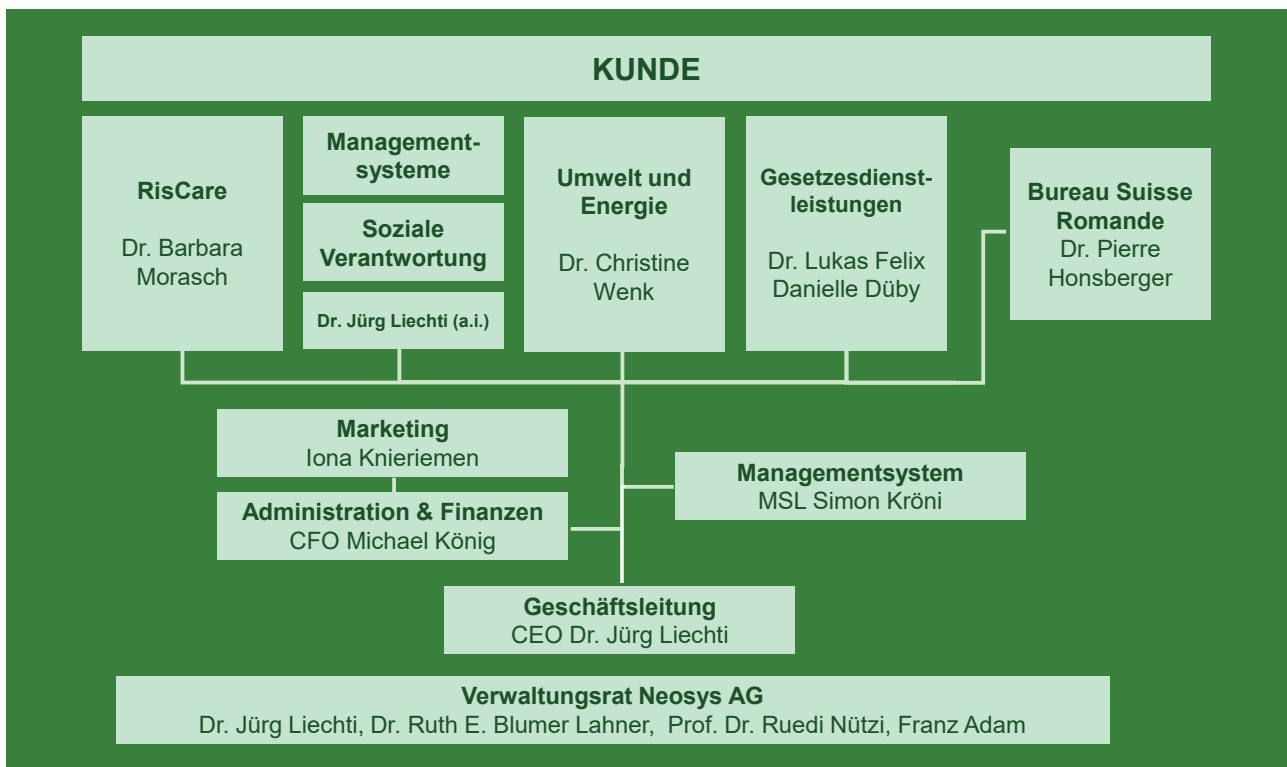 KUNDE
RisCare
Dr. Barbara
Morasch
Management-
systeme
Soziale
Verantwortung
Dr. Jürg Liechti (a.i.)
Umwelt und
Energie
Dr. Christine
Wenk
Gesetzesdienst-
leistungen
Dr. Lukas Felix
Danielle Düby
Bureau Suisse
Romande
Dr. Pierre
Honsberger
Marketing
Iona Knieriemen
Administration & Finanzen
CFO Michael König
Managementsystem
MSL Simon Kröni
Geschäftsleitung
CEO Dr. Jürg Liechti
Verwaltungsrat Neosys AG
Dr. Jürg Liechti, Dr. Ruth E. Blumer Lahner, Prof. Dr. Ruedi Nützi, Franz Adam